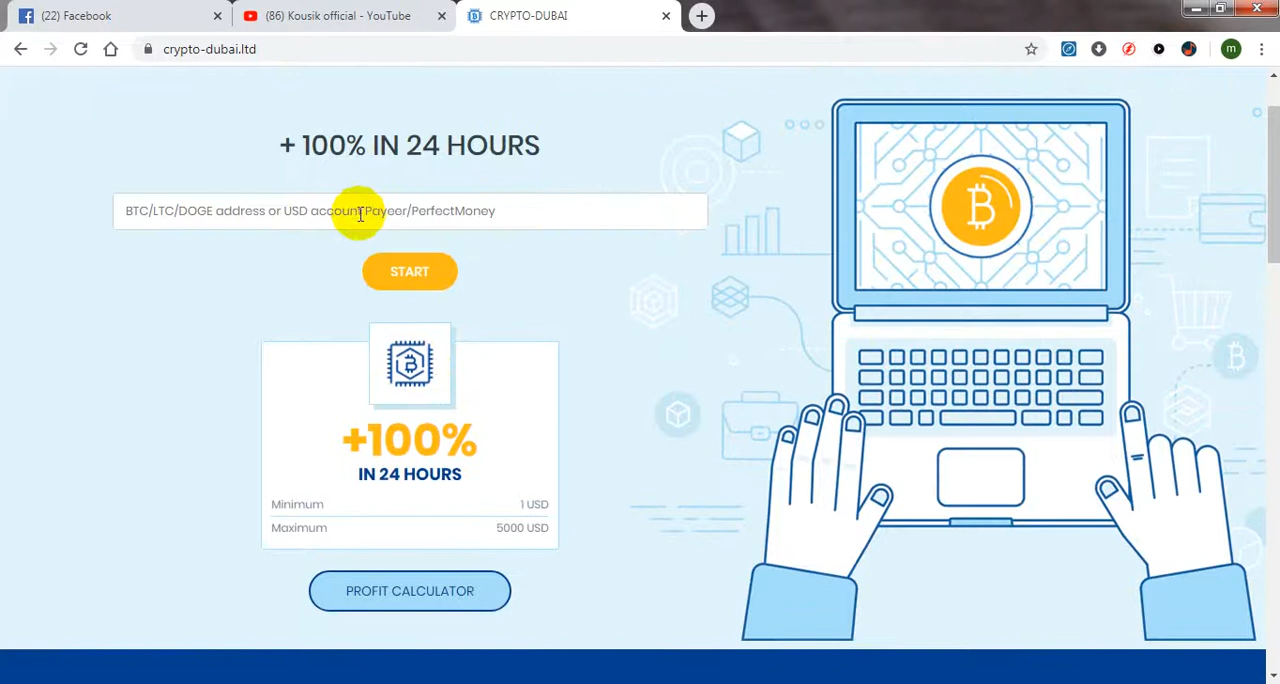 (22) Facebook
(86) Kousik official - YouTube
CRYPTO-DUBAI
crypto-dubai.ltd
m
+ 100% IN 24 HOURS
BTC/LTC/DOGE address or USD account Payeer/PerfectMoney
START
+100%
IN 24 HOURS
Minimum 1 USD
Maximum 5000 USD
PROFIT CALCULATOR